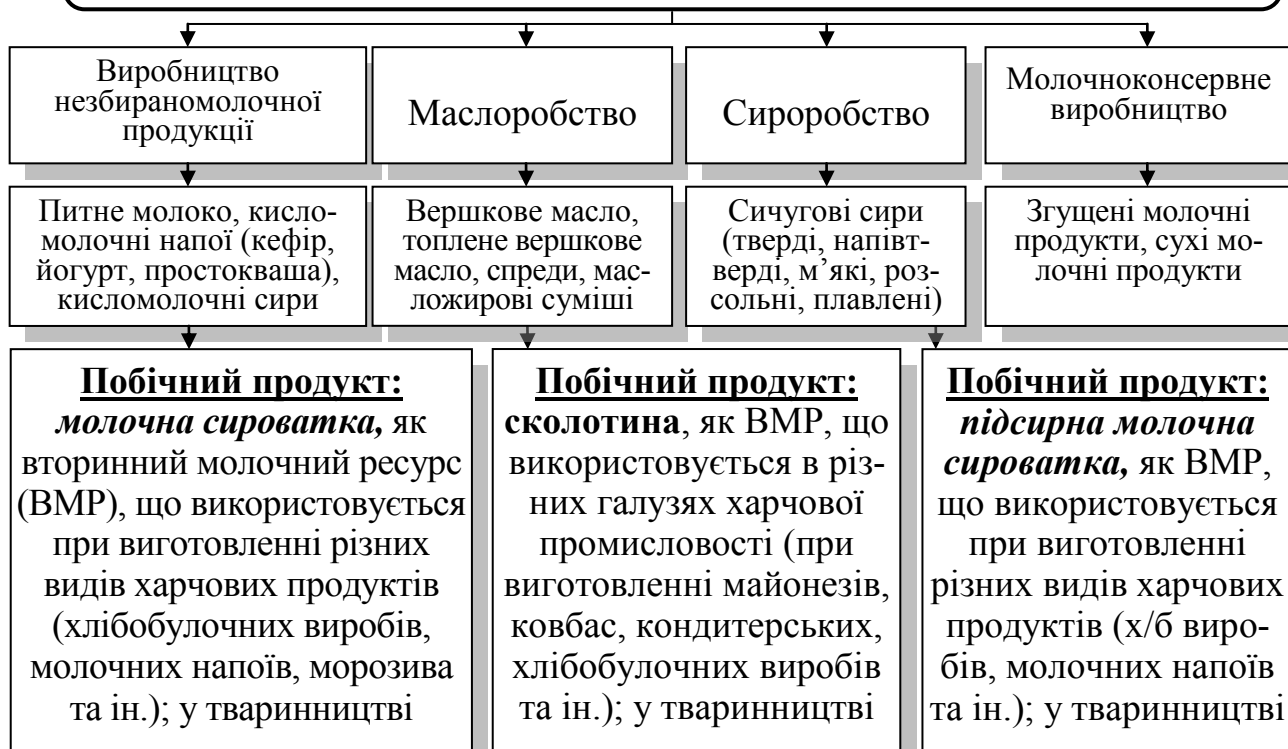 Виробництво
незбираномолочної
продукції
Маслоробство
Сироробство
Молочноконсервне
виробництво
Питне молоко, кисло-
молочні напої (кефір,
йогурт, простокваша),
кисломолочні сири
Вершкове масло,
топлене вершкове
масло, спреди, мас-
ложирові суміші
Сичугові сири
(тверді, напівт-
верді, м’які, роз-
сольні, плавлені)
Згущені молочні
продукти, сухі мо-
лочні продукти
Побічний продукт:
молочна сироватка, як
вторинний молочний ресурс
(ВМР), що використовується
при виготовленні різних
видів харчових продуктів
(хлібобулочних виробів,
молочних напоїв, морозива
та ін.); у тваринництві
Побічний продукт:
сколотина, як ВМР, що
використовується в різ-
них галузях харчової
промисловості (при
виготовленні майонезів,
ковбас, кондитерських,
хлібобулочних виробів
та ін.); у тваринництві
Побічний продукт:
підсирна молочна
сироватка, як ВМР,
що використовується
при виготовленні
різних видів харчових
продуктів (х/б виро-
бів, молочних напоїв
та ін.); у тваринництві